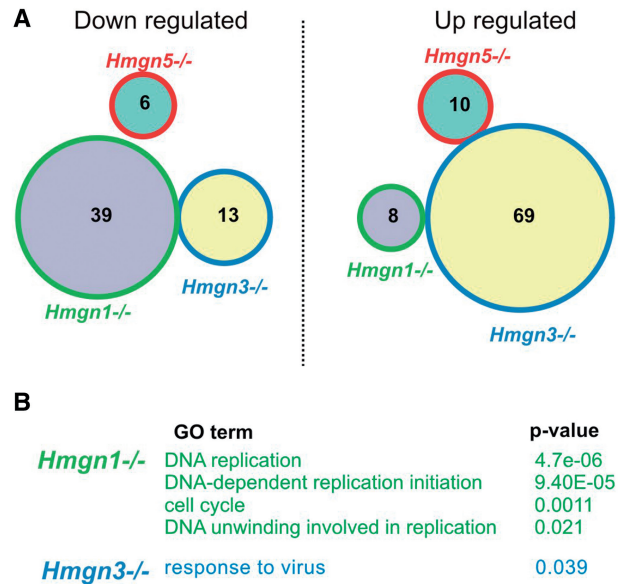 A
Down regulated
Up regulated
Hmgn5-/-
6
39
13
Hmgn3-/-
Hmgn1-/-
Hmgn5-/-
10
8
69
Hmgn1-/-
Hmgn3-/-
B
GO term p-value
Hmgn1-/- DNA replication 4.7e-06
DNA-dependent replication initiation 9.40E-05
cell cycle 0.0011
DNA unwinding involved in replication 0.021
Hmgn3-/- response to virus 0.039